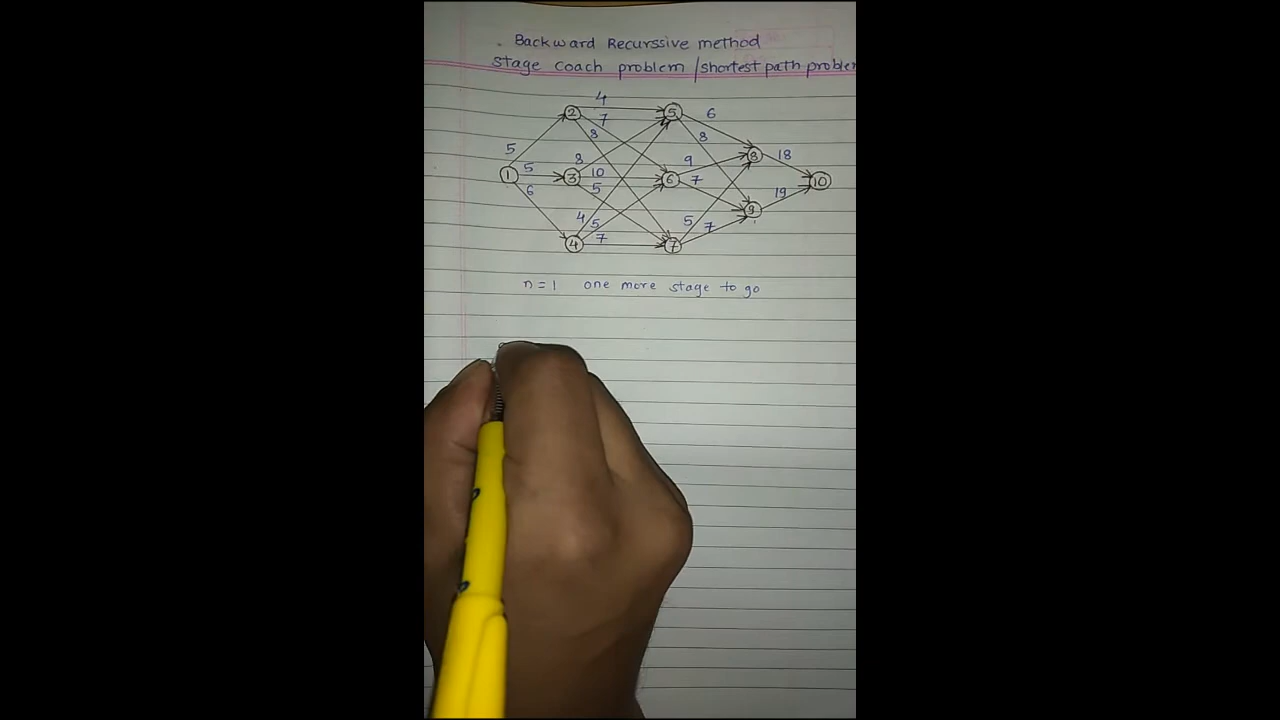 Backward Recurssive method
Stage coach problem / shortest path problem
4
2 5 6
7
8 8
5 8 18
8 9
1 5 3 10 6 7 10
6 5 19
4 5 9
5 7
4 7 7
n = 1 one more stage to go